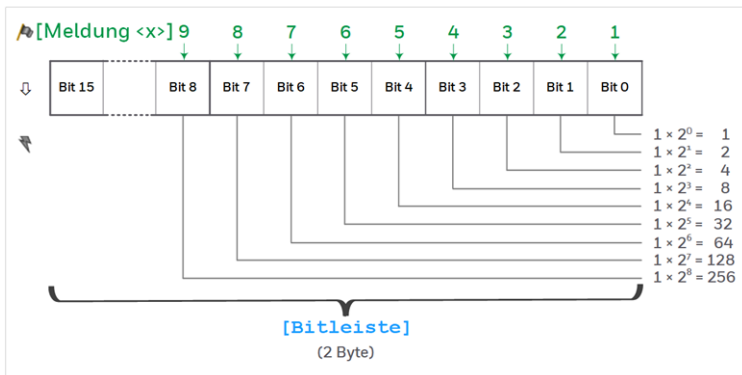 [Meldung <x>] 9 8 7 6 5 4 3 2 1
Bit 15 Bit 8 Bit 7 Bit 6 Bit 5 Bit 4 Bit 3 Bit 2 Bit 1 Bit 0
1 × 2⁰ = 1
1 × 2¹ = 2
1 × 2² = 4
1 × 2³ = 8
1 × 2⁴ = 16
1 × 2⁵ = 32
1 × 2⁶ = 64
1 × 2⁷ = 128
1 × 2⁸ = 256
[Bitleiste]
(2 Byte)